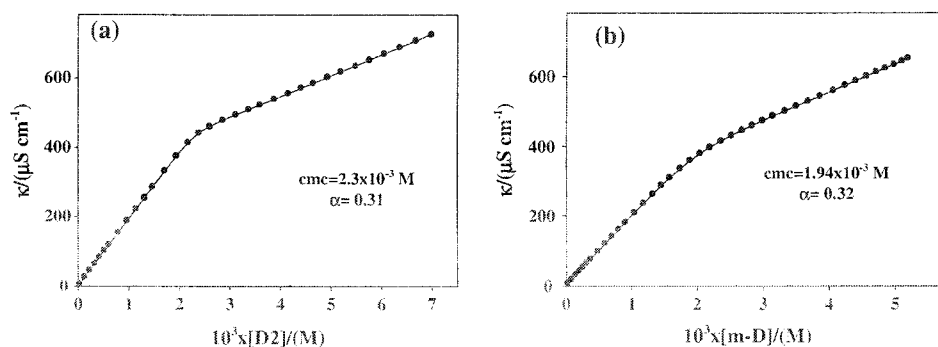 (a)
600
400
200
0
κ/(μS cm⁻¹)
cmc=2.3x10⁻³ M
α= 0.31
0 1 2 3 4 5 6 7
10³x[D2]/(M)
(b)
600
400
200
0
κ/(μS cm⁻¹)
cmc=1.94x10⁻³ M
α= 0.32
0 1 2 3 4 5
10³x[m-D]/(M)